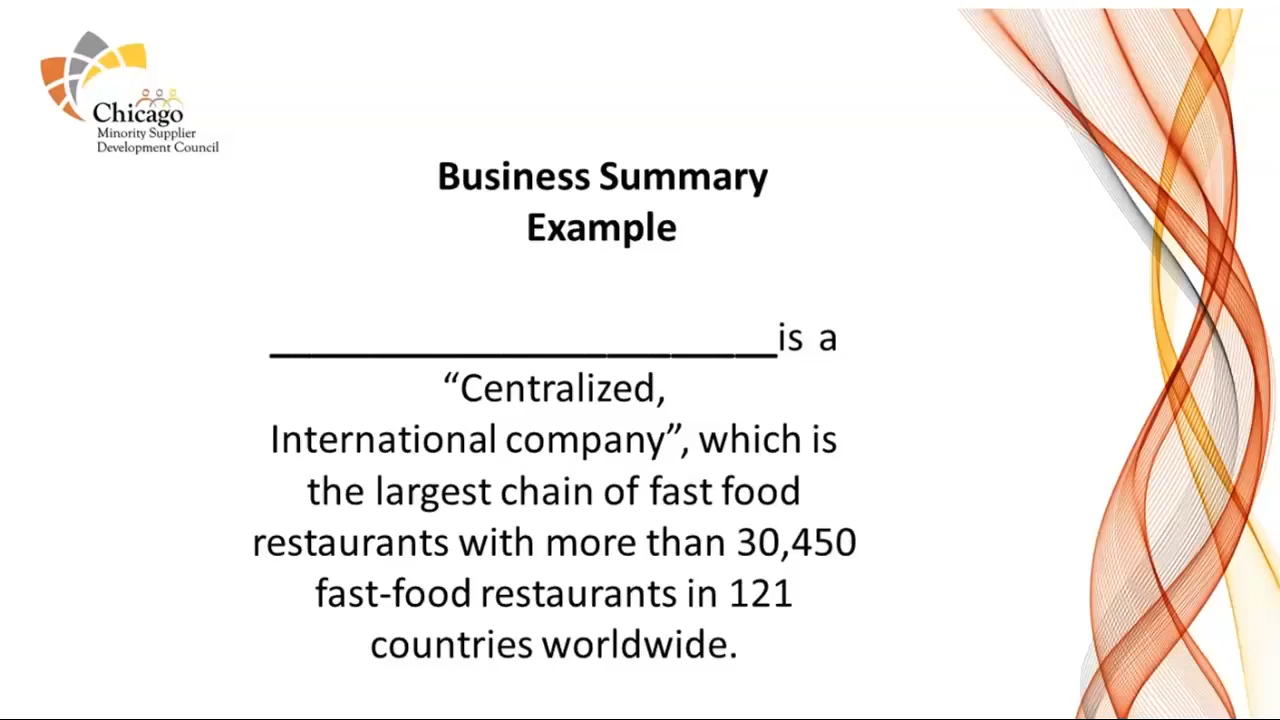 Chicago
Minority Supplier
Development Council
Business Summary
Example
______________________is a
“Centralized,
International company”, which is
the largest chain of fast food
restaurants with more than 30,450
fast-food restaurants in 121
countries worldwide.